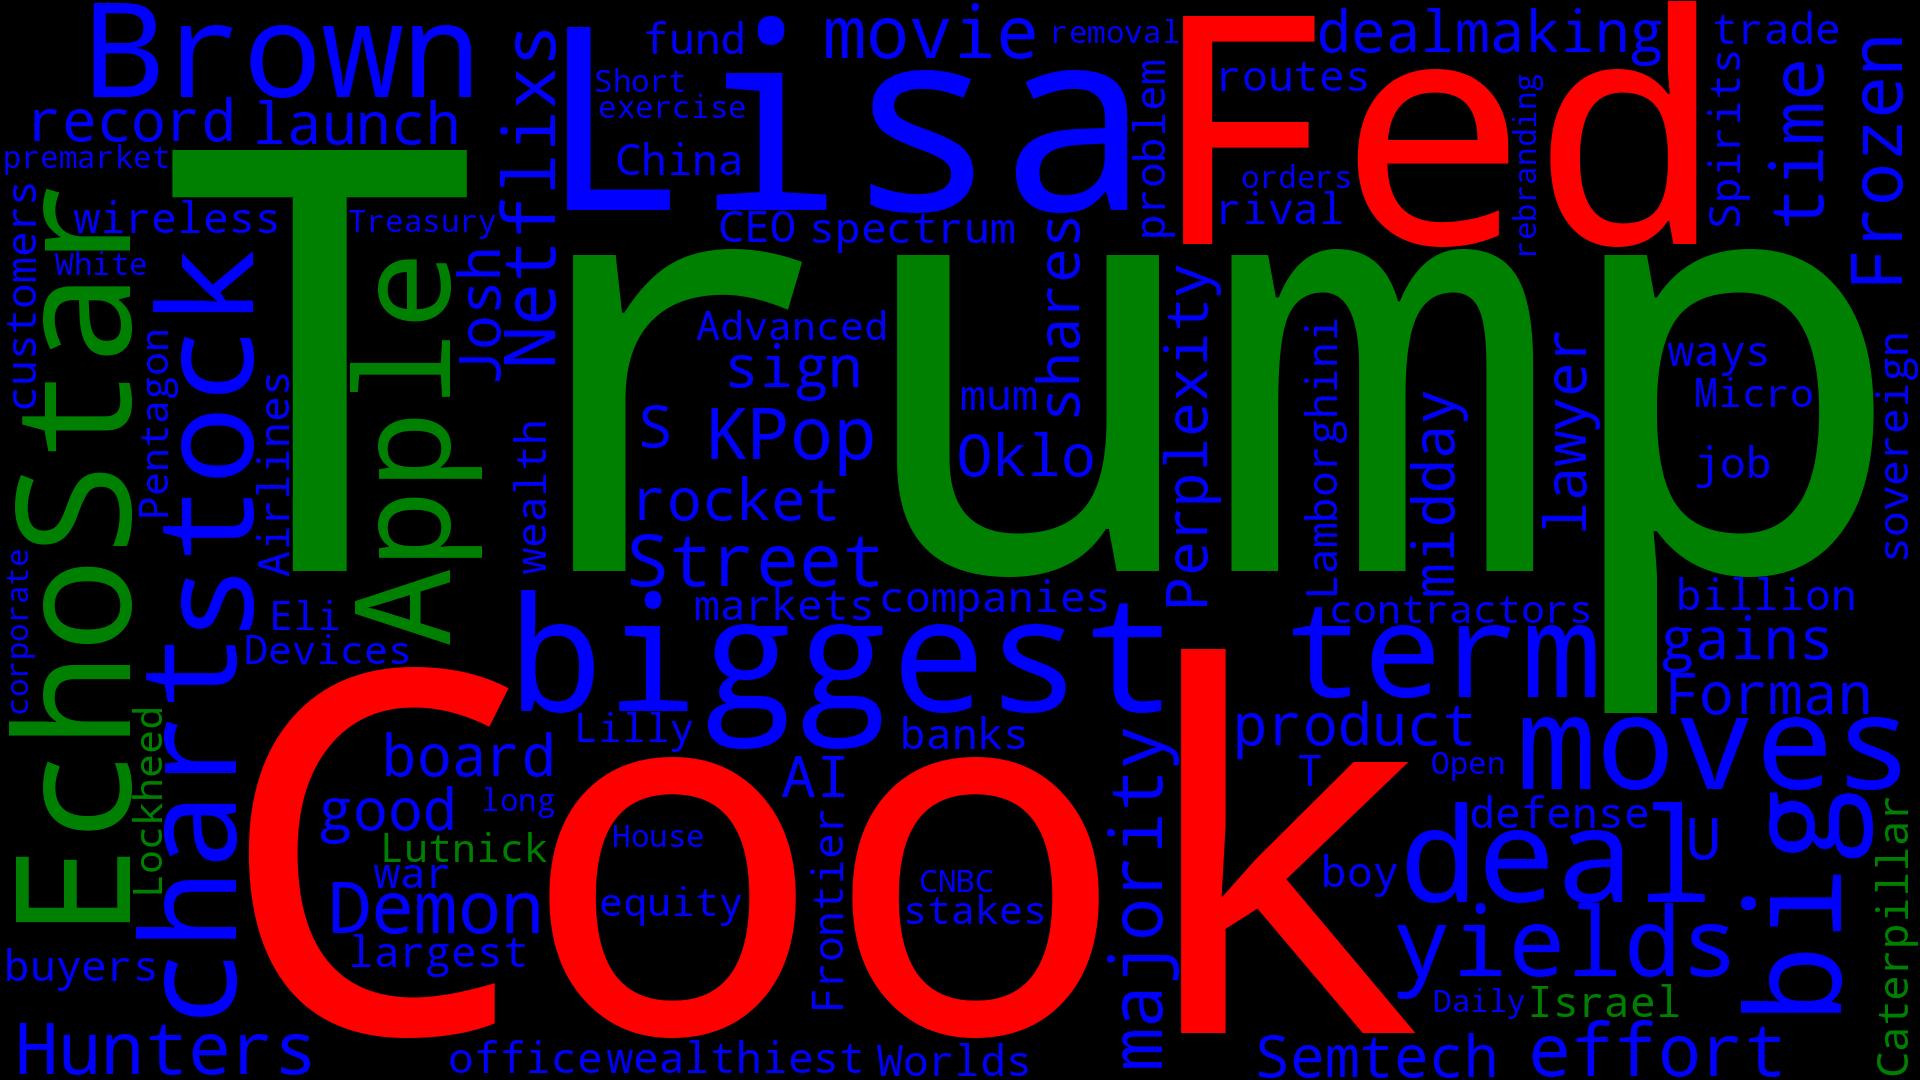 Brown
fund
movie
removal
dealmaking
trade
Lisa
Fed
Short
exercise
routes
record
launch
Netflixs
China
problem
orders
rival
rebranding
Spirits
time
Frozen
premarket
customers
wireless
Treasury
CEO
spectrum
shares
White
Echostar
chartstock
Trump
Apple
Josh
Pentagon
Airlines
Advanced
sign
S
KPop
mum
Oklo
Perplexity
Lamborghini
midday
lawyer
ways
Micro
job
sovereign
wealth
rocket
Street
markets
companies
contractors
billion
corporate
Eli
Devices
biggest
term
gains
Forman
Lockheed
Cook
Lilly
banks
majority
product
moves
board
AI
T
Open
good
long
Lutnick
House
war
Demon
equity
Frontier
CNBC
stakes
defense
deal
U
big
boy
Caterpillar
largest
yields
buyers
Daily
Israel
Hunters
office
wealthiest
Worlds
Semtech
effort